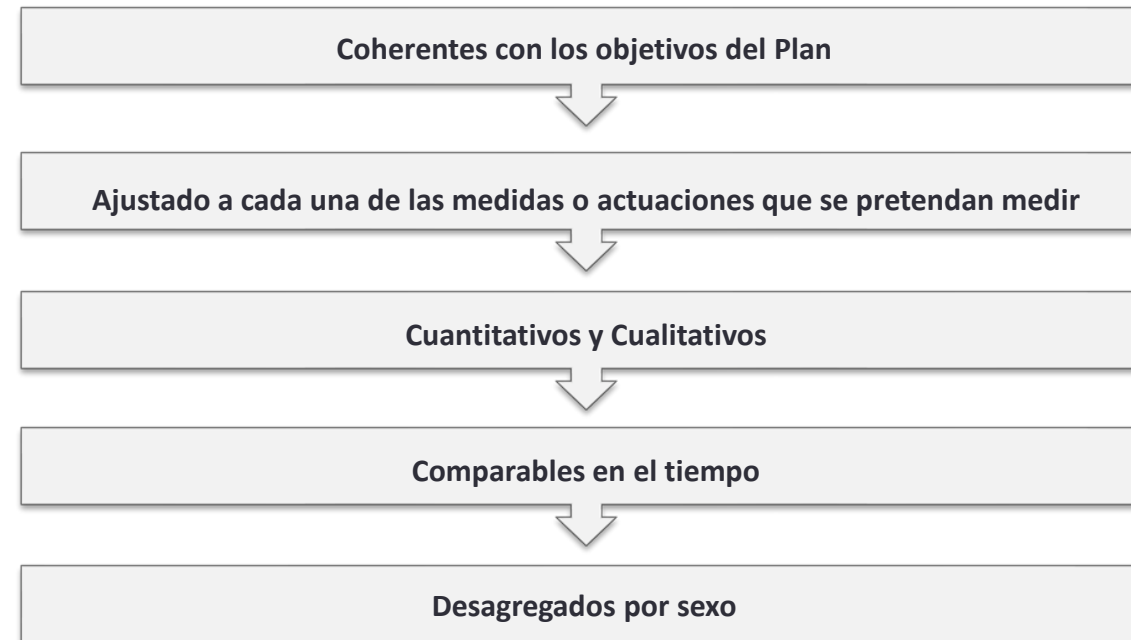 Coherentes con los objetivos del Plan
Ajustado a cada una de las medidas o actuaciones que se pretendan medir
Cuantitativos y Cualitativos
Comparables en el tiempo
Desagregados por sexo